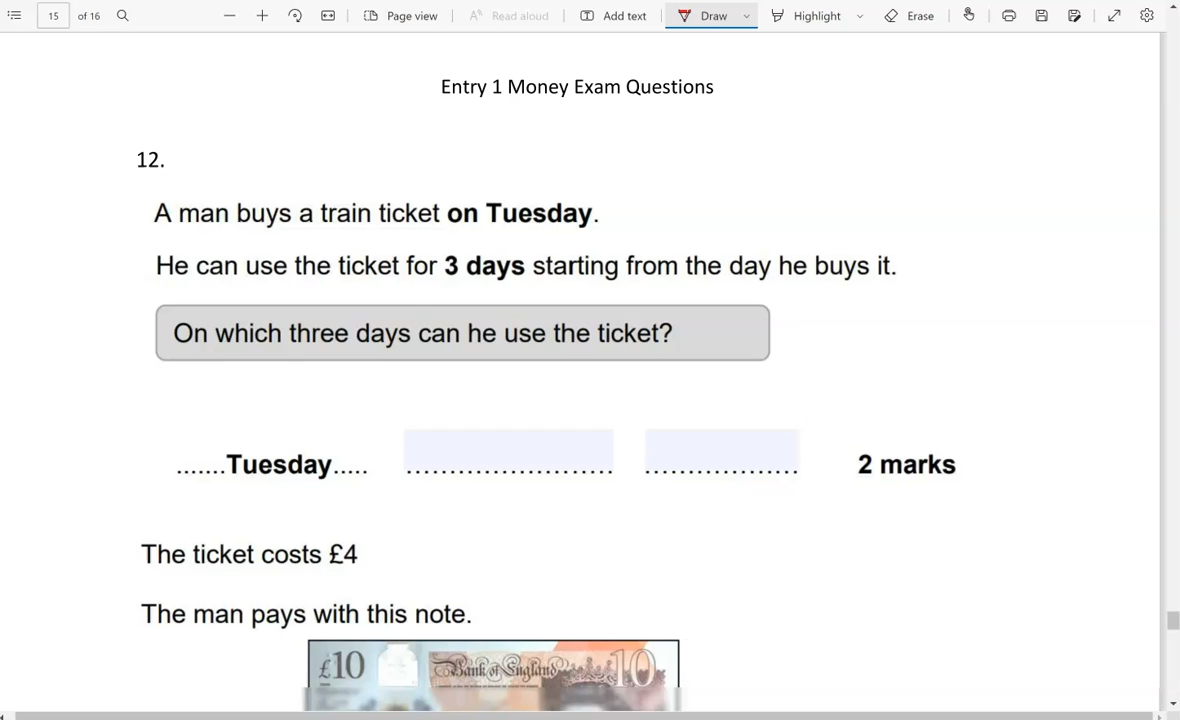 15 of 16 Page view Read aloud Add text Draw Highlight Erase
Entry 1 Money Exam Questions
12.
A man buys a train ticket on Tuesday.
He can use the ticket for 3 days starting from the day he buys it.
On which three days can he use the ticket?
.......Tuesday..... ....................... ................. 2 marks
The ticket costs £4
The man pays with this note.
£10 Bank of England 10